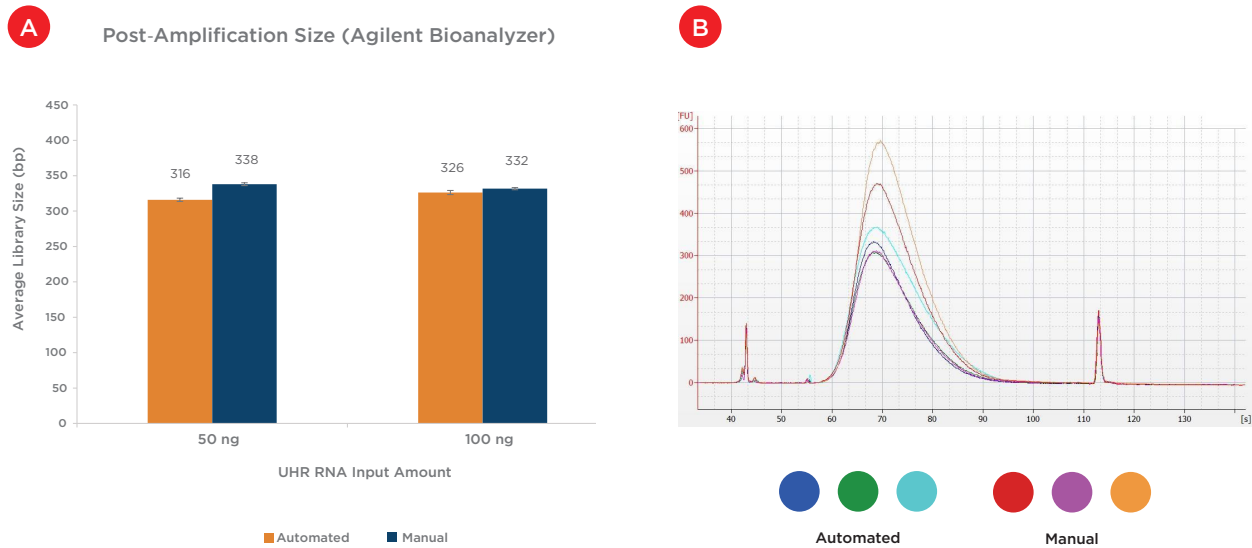 A
Post-Amplification Size (Agilent Bioanalyzer)
Average Library Size (bp)
450
400
350
300
250
200
150
100
50
0
316
338
326
332
50 ng
100 ng
UHR RNA Input Amount
Automated
Manual
B
[FU]
600
500
400
300
200
100
0
40
50
60
70
80
90
100
110
120
130
[s]
Automated
Manual